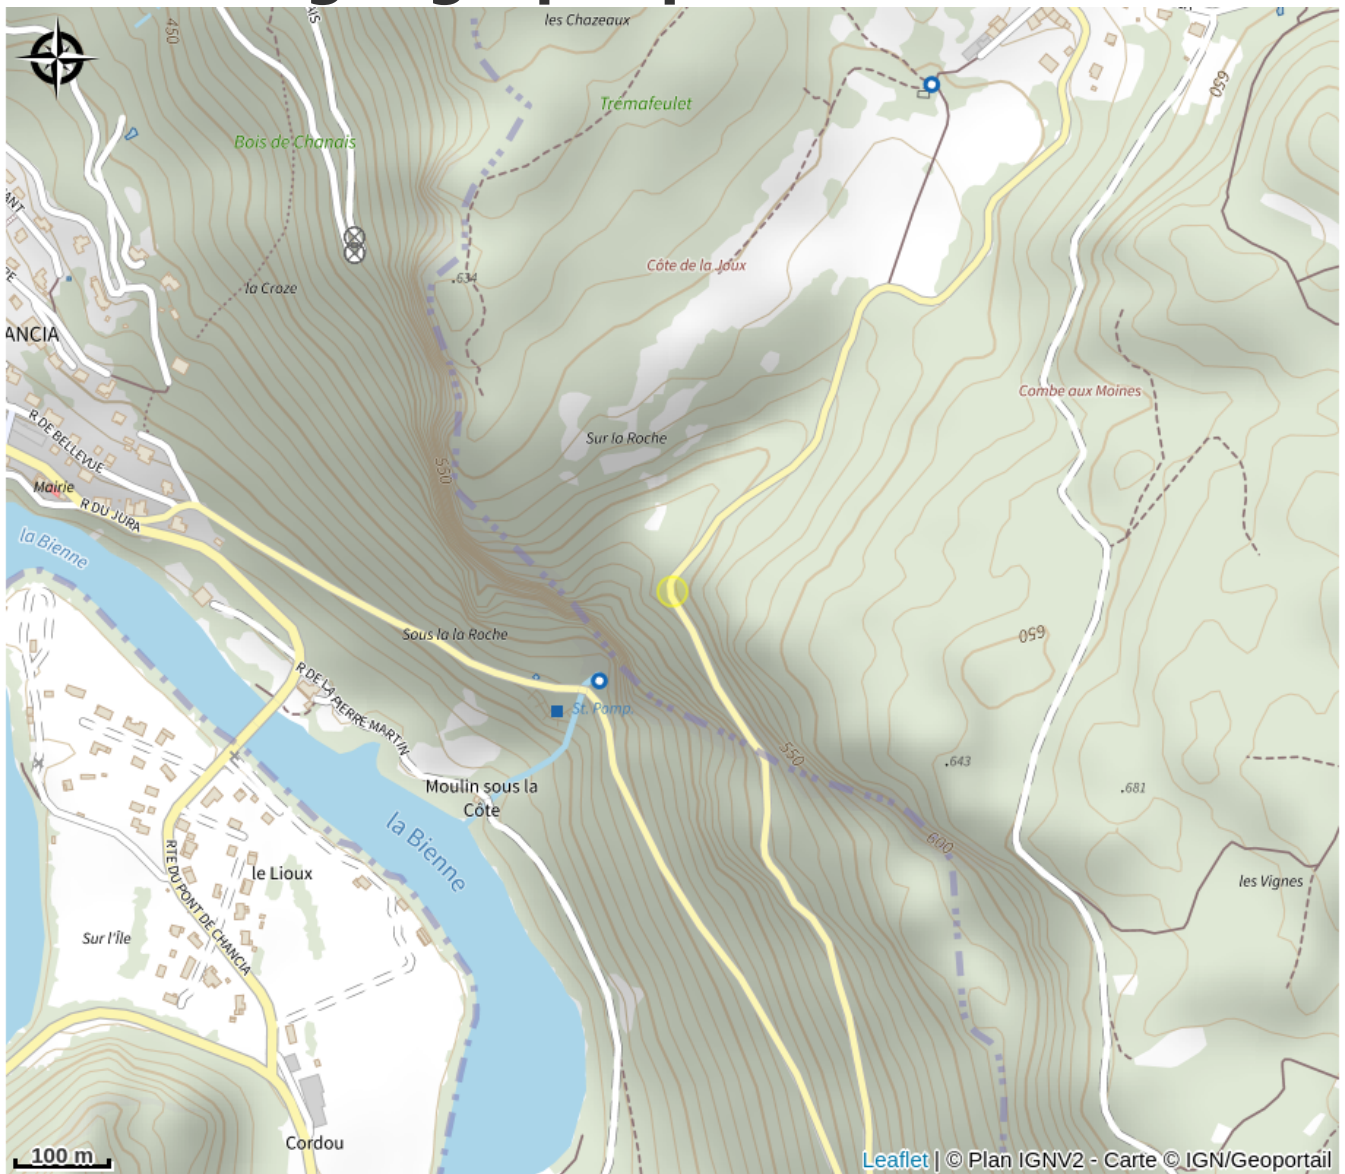 les Chazeaux
450
650
Tremafeulet
Bois de Chanais
Côte de la Joux
.634
la Croze
ANCIA
Combe aux Moines
R DE BELLEVUE
Sur la Roche
550
Mairie
R DU JURA
la Bienne
Sous la la Roche
650
R DE LA PIERRE MARTIN
St. Pomp.
550
.643
Moulin sous la
Côte
.681
la Bienne
600
le Lioux
RTE DU PONT DE CHANCIA
les Vignes
Sur l'Île
Cordou
100 m
Leaflet | © Plan IGNV2 - Carte © IGN/Geoportail